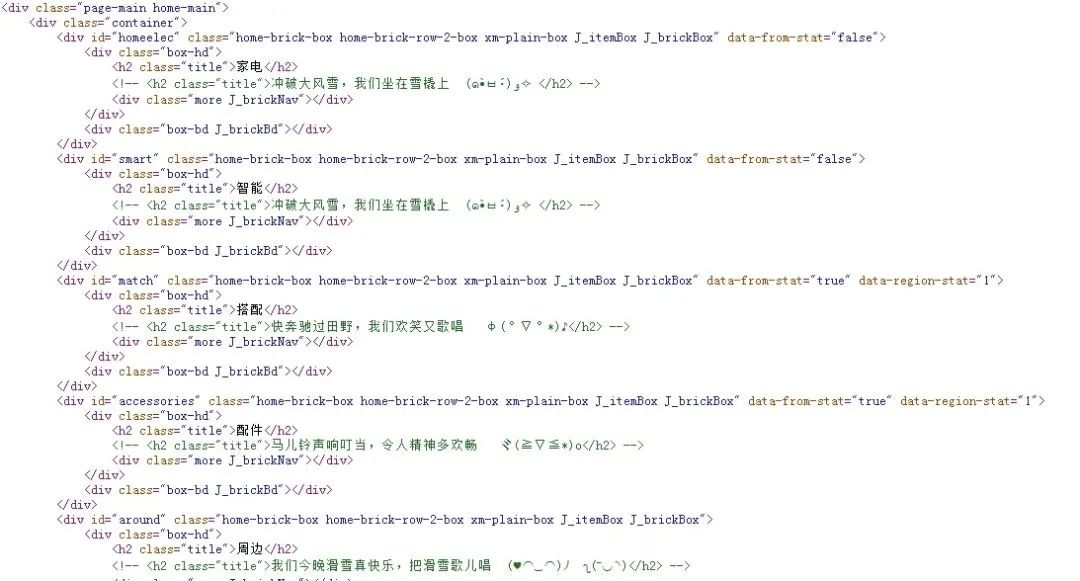 <div class="page-main home-main">
<div class="container">
<div id="homeelec" class="home-brick-box home-brick-row-2-box xm-plain-box J_itemBox J_brickBox" data-from-stat="false">
<div class="box-hd">
<h2 class="title">家电</h2>
<!-- <h2 class="title">冲破大风雪，我们坐在雪橇上 (๑•̀ㅂ•́)و✧ </h2> -->
<div class="more J_brickNav"></div>
</div>
<div class="box-bd J_brickBd"></div>
</div>
<div id="smart" class="home-brick-box home-brick-row-2-box xm-plain-box J_itemBox J_brickBox" data-from-stat="false">
<div class="box-hd">
<h2 class="title">智能</h2>
<!-- <h2 class="title">冲破大风雪，我们坐在雪橇上 (๑•̀ㅂ•́)و✧ </h2> -->
<div class="more J_brickNav"></div>
</div>
<div class="box-bd J_brickBd"></div>
</div>
<div id="match" class="home-brick-box home-brick-row-2-box xm-plain-box J_itemBox J_brickBox" data-from-stat="true" data-region-stat="1">
<div class="box-hd">
<h2 class="title">搭配</h2>
<!-- <h2 class="title">快奔驰过田野，我们欢笑又歌唱 φ(°▽°*)♪</h2> -->
<div class="more J_brickNav"></div>
</div>
<div class="box-bd J_brickBd"></div>
</div>
<div id="accessories" class="home-brick-box home-brick-row-2-box xm-plain-box J_itemBox J_brickBox" data-from-stat="true" data-region-stat="1">
<div class="box-hd">
<h2 class="title">配件</h2>
<!-- <h2 class="title">马儿铃声响叮当，令人精神多欢畅 ミ(≧∇≦*)o</h2> -->
<div class="more J_brickNav"></div>
</div>
<div class="box-bd J_brickBd"></div>
</div>
<div id="around" class="home-brick-box home-brick-row-2-box xm-plain-box J_itemBox J_brickBox">
<div class="box-hd">
<h2 class="title">周边</h2>
<!-- <h2 class="title">我们今晚滑雪真快乐，把滑雪歌儿唱 (♥◠‿◠)ﾉ ʅ(¯◡¯)</h2> -->